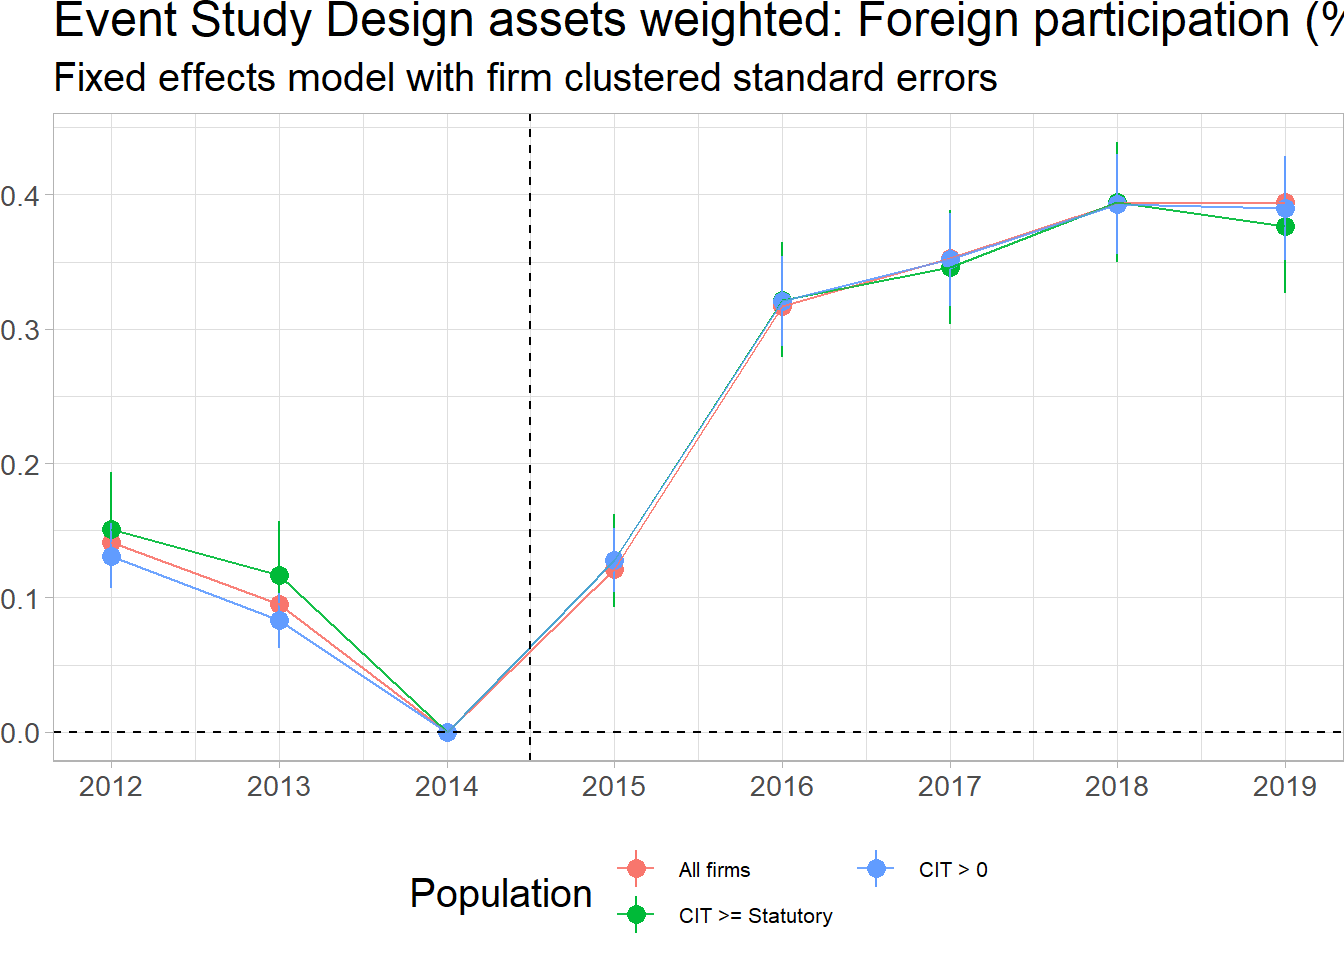 Event Study Design assets weighted: Foreign participation (%
Fixed effects model with firm clustered standard errors
0.4
0.3
0.2
0.1
0.0
2012 2013 2014 2015 2016 2017 2018 2019
Population
All firms
CIT > 0
CIT >= Statutory